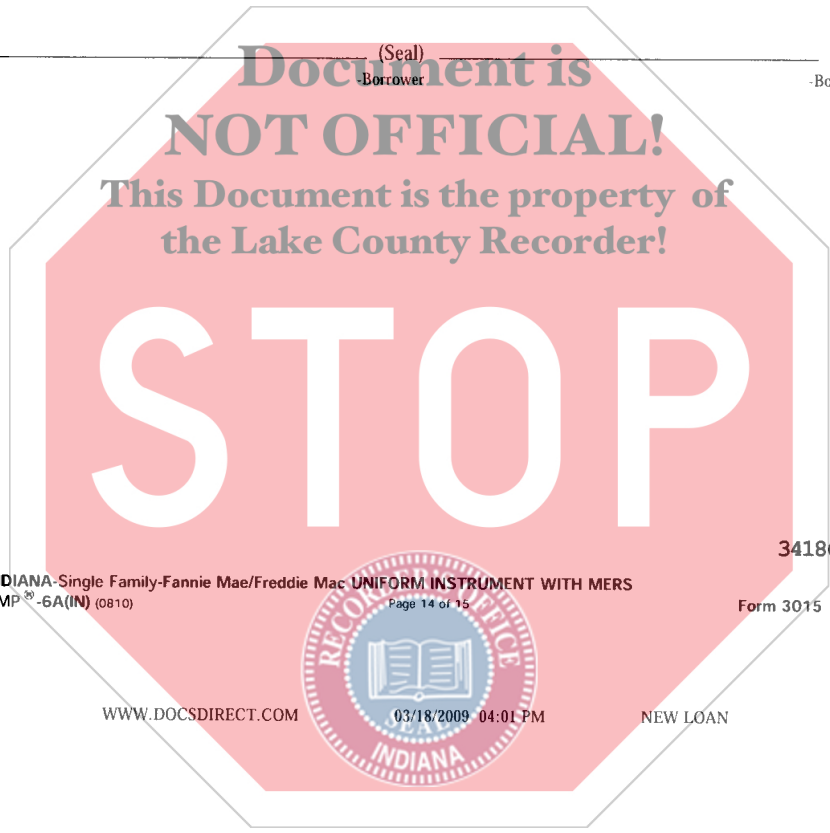 (Seal)
-Borrower
-Bo
Document is
NOT OFFICIAL!
This Document is the property of
the Lake County Recorder!
STOP
34186
DIANA-Single Family-Fannie Mae/Freddie Mac UNIFORM INSTRUMENT WITH MERS
MP ®-6A(IN) (0810)
Page 14 of 15
Form 3015
RECORDER'S OFFICE
SEAL
INDIANA
WWW.DOCSDIRECT.COM
03/18/2009 04:01 PM
NEW LOAN